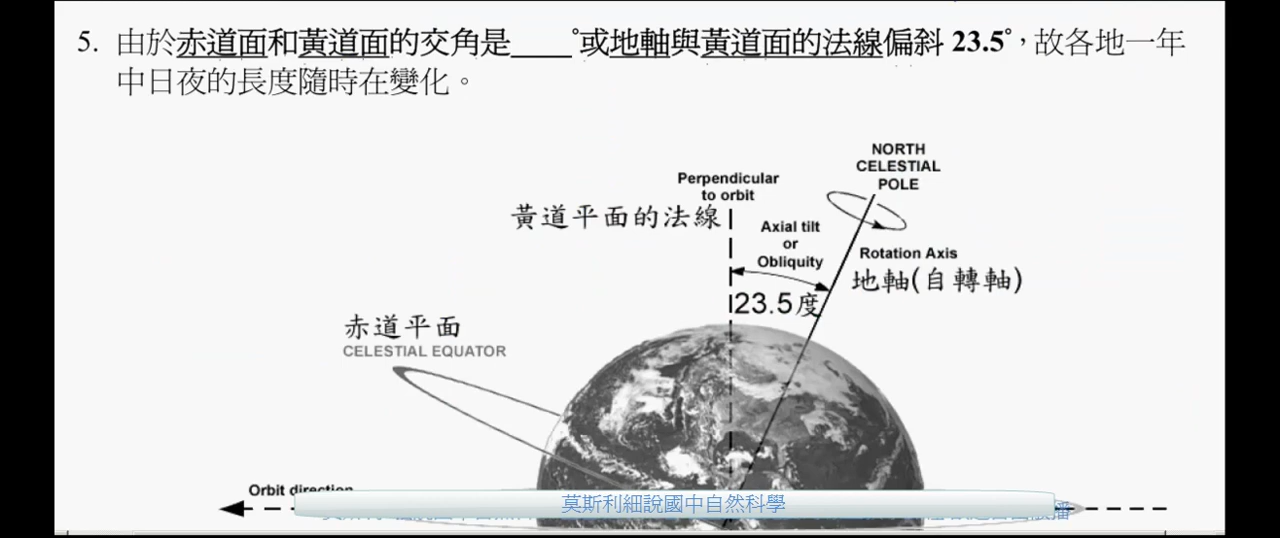 5. 由於赤道面和黃道面的交角是____°或地軸與黃道面的法線偏斜 23.5°，故各地一年
中日夜的長度隨時在變化。
NORTH
CELESTIAL
POLE
Perpendicular
to orbit
黃道平面的法線
Axial tilt
or
Obliquity
Rotation Axis
地軸(自轉軸)
23.5度
赤道平面
CELESTIAL EQUATOR
Orbit direction
莫斯利細說國中自然科學